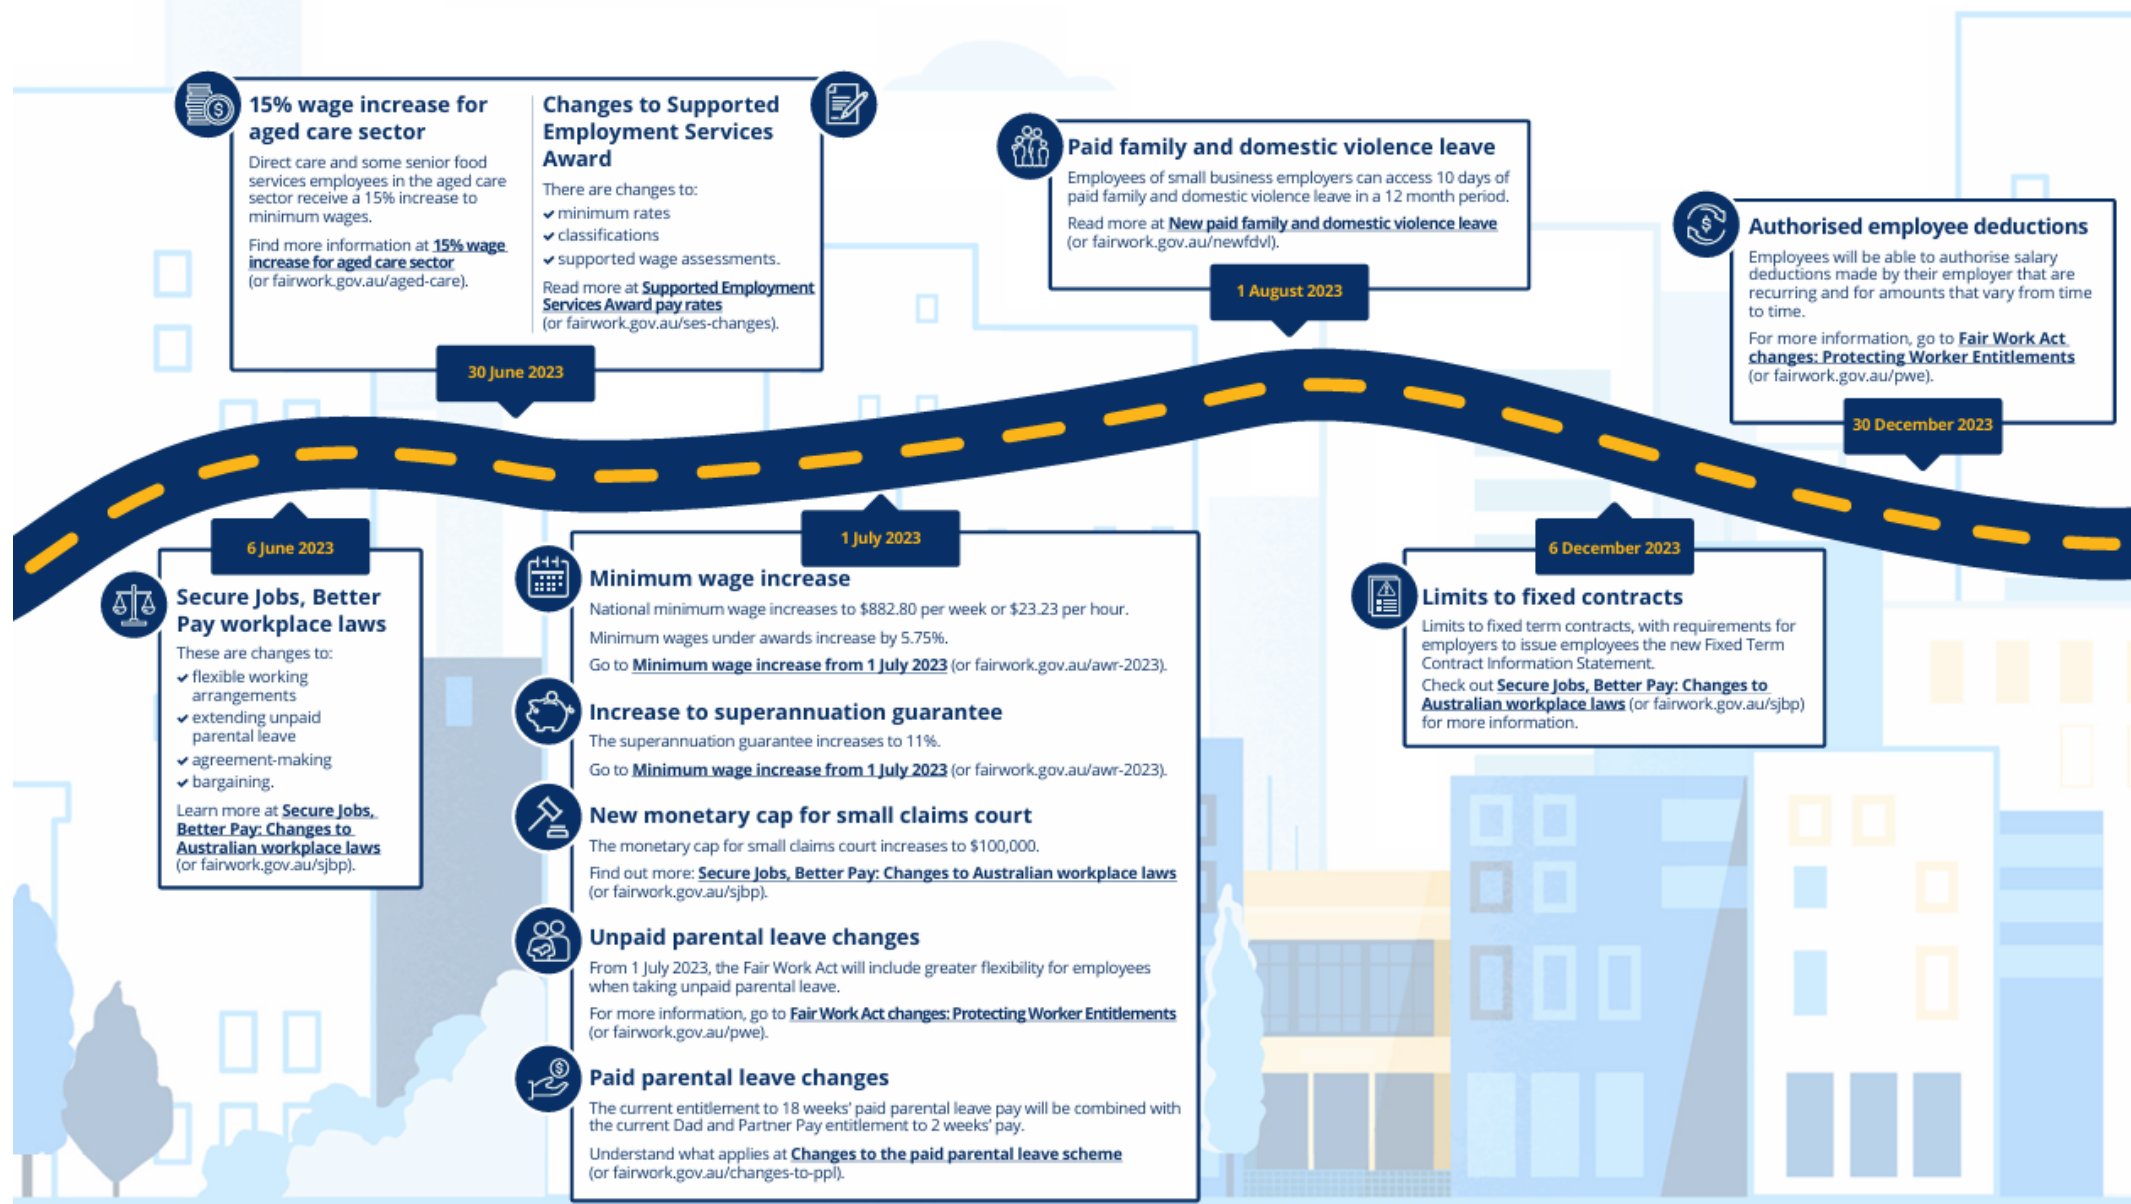 15% wage increase for
aged care sector
Direct care and some senior food
services employees in the aged care
sector receive a 15% increase to
minimum wages.
Find more information at 15% wage
increase for aged care sector
(or fairwork.gov.au/aged-care).
Changes to Supported
Employment Services
Award
There are changes to:
✔ minimum rates
✔ classifications
✔ supported wage assessments.
Read more at Supported Employment
Services Award pay rates
(or fairwork.gov.au/ses-changes).
30 June 2023
Paid family and domestic violence leave
Employees of small business employers can access 10 days of
paid family and domestic violence leave in a 12 month period.
Read more at New paid family and domestic violence leave
(or fairwork.gov.au/newfdvl).
1 August 2023
Authorised employee deductions
Employees will be able to authorise salary
deductions made by their employer that are
recurring and for amounts that vary from time
to time.
For more information, go to Fair Work Act
changes: Protecting Worker Entitlements
(or fairwork.gov.au/pwe).
30 December 2023
6 June 2023
Secure Jobs, Better
Pay workplace laws
These are changes to:
✔ flexible working
arrangements
✔ extending unpaid
parental leave
✔ agreement-making
✔ bargaining.
Learn more at Secure Jobs,
Better Pay: Changes to
Australian workplace laws
(or fairwork.gov.au/sjbp).
1 July 2023
Minimum wage increase
National minimum wage increases to $882.80 per week or $23.23 per hour.
Minimum wages under awards increase by 5.75%.
Go to Minimum wage increase from 1 July 2023 (or fairwork.gov.au/awr-2023).
Increase to superannuation guarantee
The superannuation guarantee increases to 11%.
Go to Minimum wage increase from 1 July 2023 (or fairwork.gov.au/awr-2023).
New monetary cap for small claims court
The monetary cap for small claims court increases to $100,000.
Find out more: Secure Jobs, Better Pay: Changes to Australian workplace laws
(or fairwork.gov.au/sjbp).
Unpaid parental leave changes
From 1 July 2023, the Fair Work Act will include greater flexibility for employees
when taking unpaid parental leave.
For more information, go to Fair Work Act changes: Protecting Worker Entitlements
(or fairwork.gov.au/pwe).
Paid parental leave changes
The current entitlement to 18 weeks' paid parental leave pay will be combined with
the current Dad and Partner Pay entitlement to 2 weeks' pay.
Understand what applies at Changes to the paid parental leave scheme
(or fairwork.gov.au/changes-to-ppl).
6 December 2023
Limits to fixed contracts
Limits to fixed term contracts, with requirements for
employers to issue employees the new Fixed Term
Contract Information Statement.
Check out Secure Jobs, Better Pay: Changes to
Australian workplace laws (or fairwork.gov.au/sjbp)
for more information.